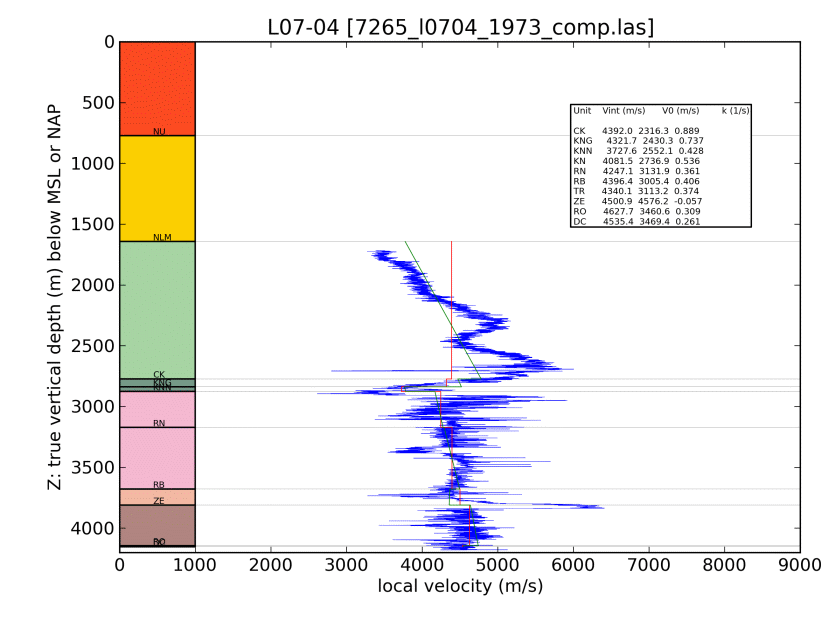 L07-04 [7265_l0704_1973_comp.las]
Z: true vertical depth (m) below MSL or NAP
0
500
1000
1500
2000
2500
3000
3500
4000
NU
NLM
CK
KNG
KNN
RN
RB
ZE
RO
Unit Vint (m/s) V0 (m/s) k (1/s)
CK 4392.0 2316.3 0.889
KNG 4321.7 2430.3 0.737
KNN 3727.6 2552.1 0.428
KN 4081.5 2736.9 0.536
RN 4247.1 3131.9 0.361
RB 4396.4 3005.4 0.406
TR 4340.1 3113.2 0.374
ZE 4500.9 4576.2 -0.057
RO 4627.7 3460.6 0.309
DC 4535.4 3469.4 0.261
0 1000 2000 3000 4000 5000 6000 7000 8000 9000
local velocity (m/s)